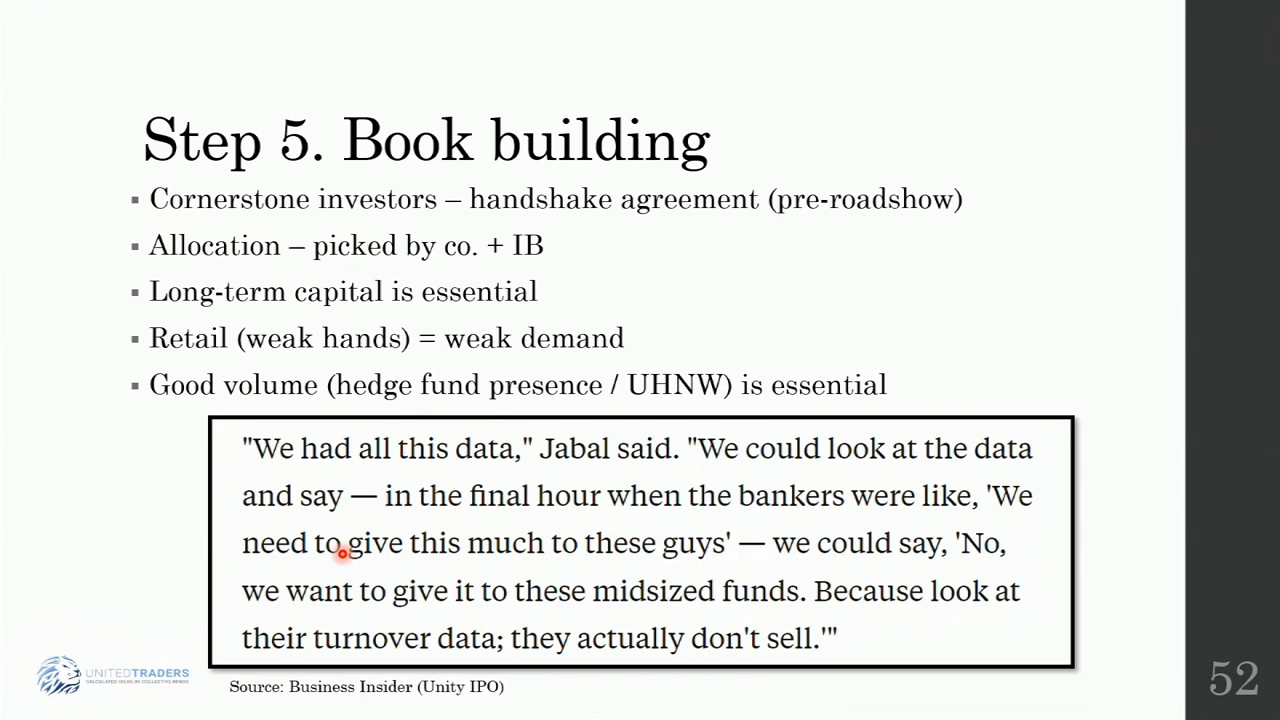 Step 5. Book building
▪ Cornerstone investors – handshake agreement (pre-roadshow)
▪ Allocation – picked by co. + IB
▪ Long-term capital is essential
▪ Retail (weak hands) = weak demand
▪ Good volume (hedge fund presence / UHNW) is essential
"We had all this data," Jabal said. "We could look at the data
and say — in the final hour when the bankers were like, 'We
need to give this much to these guys' — we could say, 'No,
we want to give it to these midsized funds. Because look at
their turnover data; they actually don't sell.'"
UNITEDTRADERS
CALCULATED IDEAS BY COLLECTIVE MINDS
Source: Business Insider (Unity IPO)
52